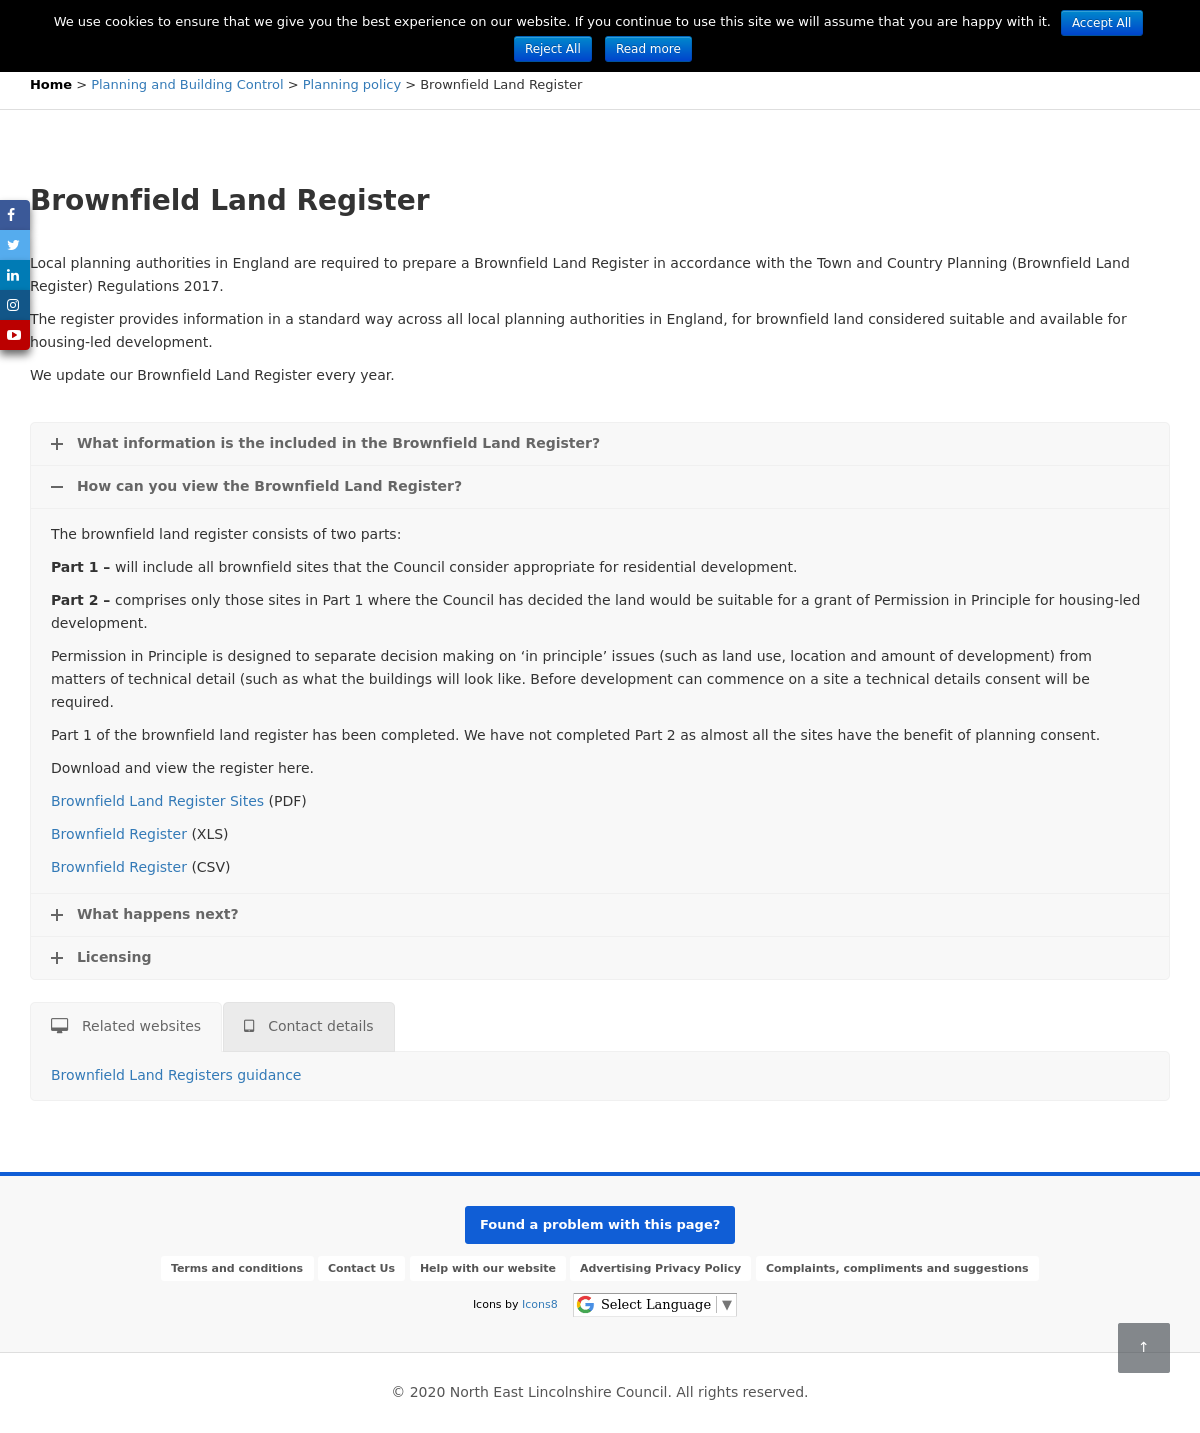 We use cookies to ensure that we give you the best experience on our website. If you continue to use this site we will assume that you are happy with it. Accept All
Reject All Read more
Home > Planning and Building Control > Planning policy > Brownfield Land Register
Brownfield Land Register
Local planning authorities in England are required to prepare a Brownfield Land Register in accordance with the Town and Country Planning (Brownfield Land
Register) Regulations 2017.
The register provides information in a standard way across all local planning authorities in England, for brownfield land considered suitable and available for
housing-led development.
We update our Brownfield Land Register every year.
What information is the included in the Brownfield Land Register?
How can you view the Brownfield Land Register?
The brownfield land register consists of two parts:
Part 1 – will include all brownfield sites that the Council consider appropriate for residential development.
Part 2 – comprises only those sites in Part 1 where the Council has decided the land would be suitable for a grant of Permission in Principle for housing-led
development.
Permission in Principle is designed to separate decision making on ‘in principle’ issues (such as land use, location and amount of development) from
matters of technical detail (such as what the buildings will look like. Before development can commence on a site a technical details consent will be
required.
Part 1 of the brownfield land register has been completed. We have not completed Part 2 as almost all the sites have the benefit of planning consent.
Download and view the register here.
Brownfield Land Register Sites (PDF)
Brownfield Register (XLS)
Brownfield Register (CSV)
What happens next?
Licensing
Related websites Contact details
Brownfield Land Registers guidance
Found a problem with this page?
Terms and conditions Contact Us Help with our website Advertising Privacy Policy Complaints, compliments and suggestions
Icons by Icons8 Select Language ▼
↑
© 2020 North East Lincolnshire Council. All rights reserved.